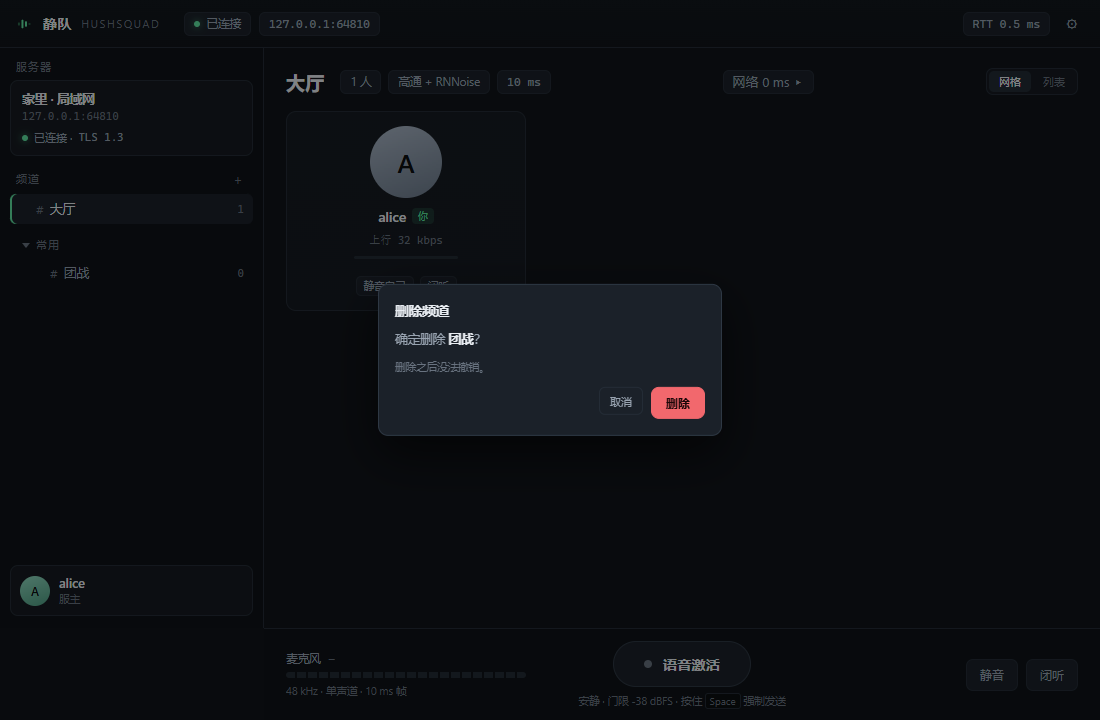 静队 HUSHSQUAD 已连接 127.0.0.1:64810 RTT 0.5 ms
服务器
家里 · 局域网
127.0.0.1:64810
已连接 · TLS 1.3
频道 +
# 大厅 1
常用
# 团战 0
A alice
服主
大厅 1 人 高通 + RNNoise 10 ms 网络 0 ms ▸ 网格 列表
A
alice 你
上行 32 kbps
删除频道
确定删除 团战?
删除之后没法撤销。
取消 删除
麦克风 –
48 kHz · 单声道 · 10 ms 帧
语音激活
安静 · 门限 -38 dBFS · 按住 Space 强制发送
静音 闭听